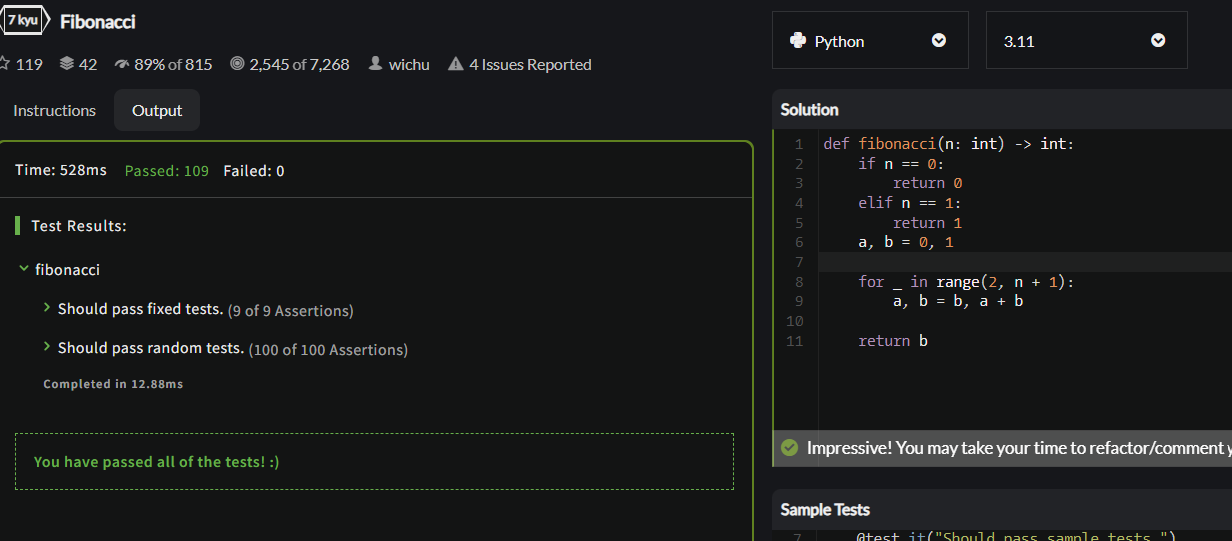 7 kyu Fibonacci
119 42 89% of 815 2,545 of 7,268 wichu 4 Issues Reported
Instructions Output
Time: 528ms Passed: 109 Failed: 0
Test Results:
fibonacci
Should pass fixed tests. (9 of 9 Assertions)
Should pass random tests. (100 of 100 Assertions)
Completed in 12.88ms
You have passed all of the tests! :)
Python 3.11
Solution
1 def fibonacci(n: int) -> int:
2     if n == 0:
3         return 0
4     elif n == 1:
5         return 1
6     a, b = 0, 1
7
8     for _ in range(2, n + 1):
9         a, b = b, a + b
10
11     return b
Impressive! You may take your time to refactor/comment y
Sample Tests
7     @test.it("Should pass sample tests.")